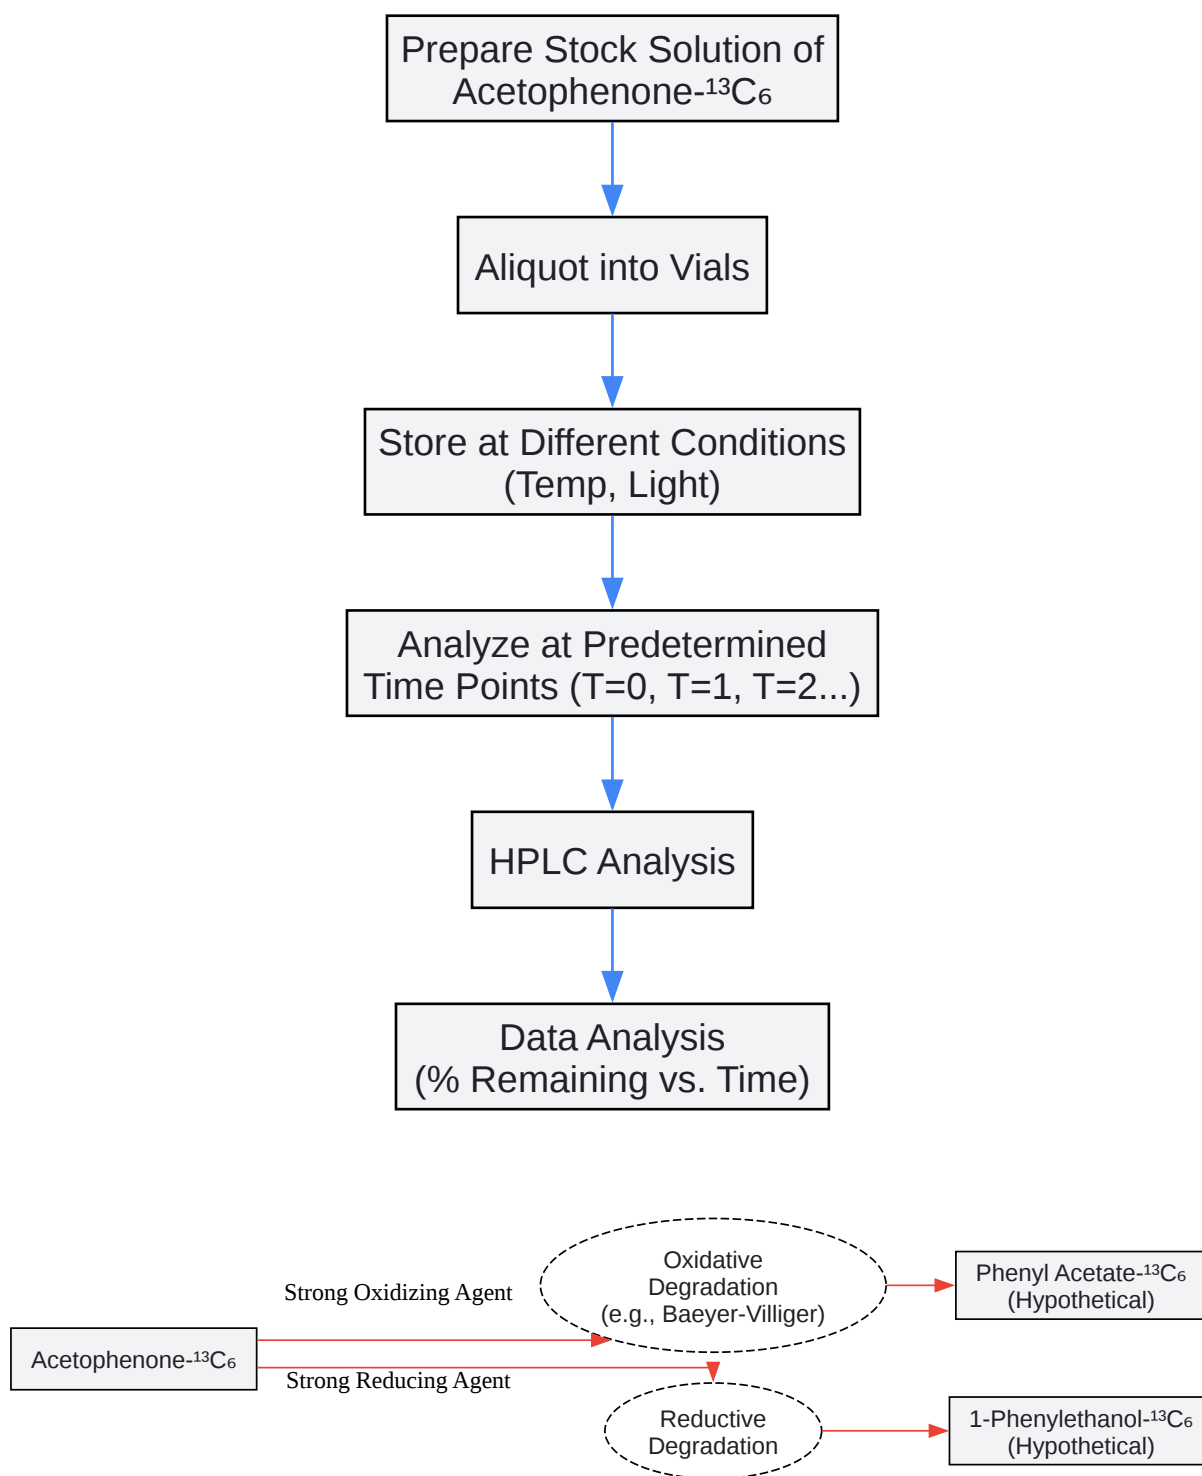 Prepare Stock Solution of
Acetophenone-¹³C₆
Aliquot into Vials
Store at Different Conditions
(Temp, Light)
Analyze at Predetermined
Time Points (T=0, T=1, T=2...)
HPLC Analysis
Data Analysis
(% Remaining vs. Time)
Strong Oxidizing Agent
Oxidative
Degradation
(e.g., Baeyer-Villiger)
Phenyl Acetate-¹³C₆
(Hypothetical)
Acetophenone-¹³C₆
Strong Reducing Agent
Reductive
Degradation
1-Phenylethanol-¹³C₆
(Hypothetical)